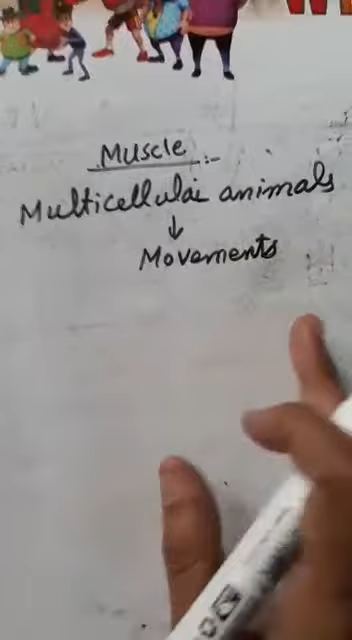 Muscle :-
Multicellular animals
↓
Movements